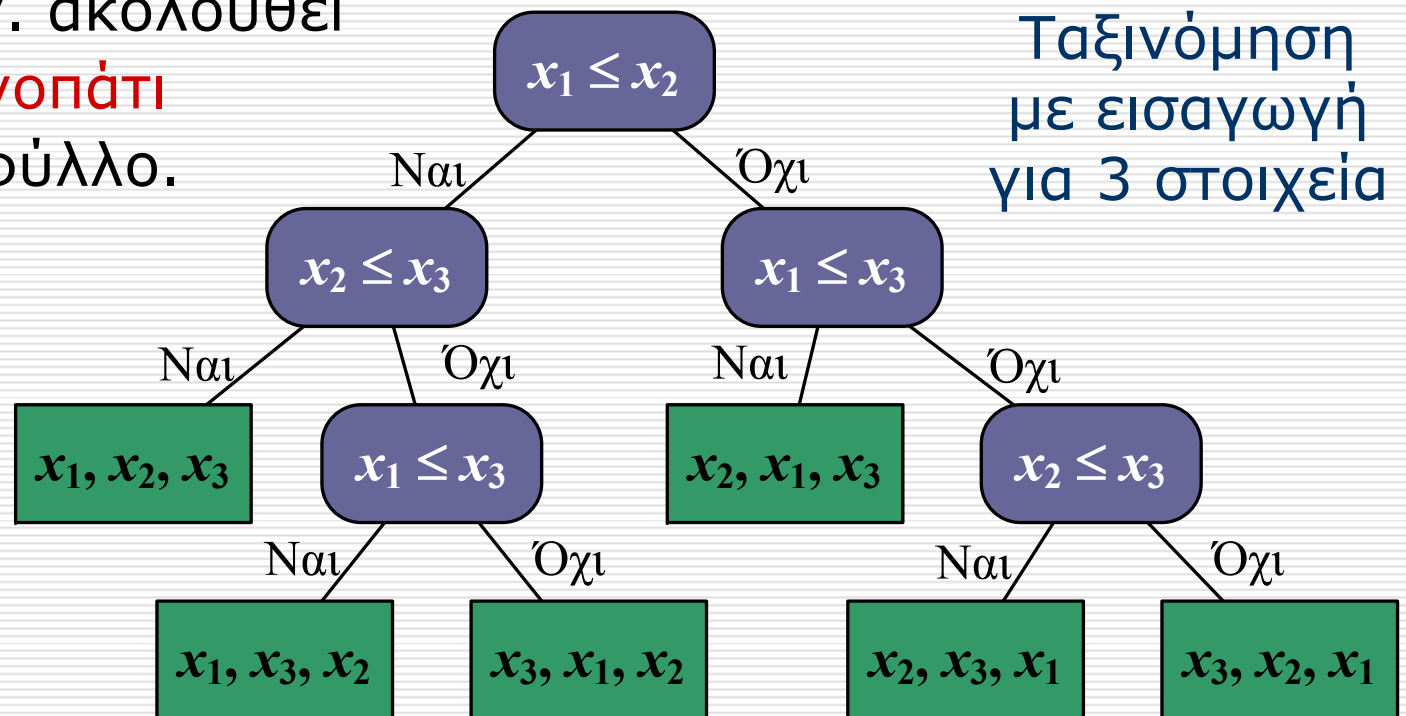 ακολουθεί
φύλλο.
Ταξινόμηση
με εισαγωγή
για 3 στοιχεία
x₁ ≤ x₂
Ναι Όχι
x₂ ≤ x₃ x₁ ≤ x₃
Ναι Όχι Ναι Όχι
x₁, x₂, x₃ x₁ ≤ x₃ x₂, x₁, x₃ x₂ ≤ x₃
Ναι Όχι Ναι Όχι
x₁, x₃, x₂ x₃, x₁, x₂ x₂, x₃, x₁ x₃, x₂, x₁